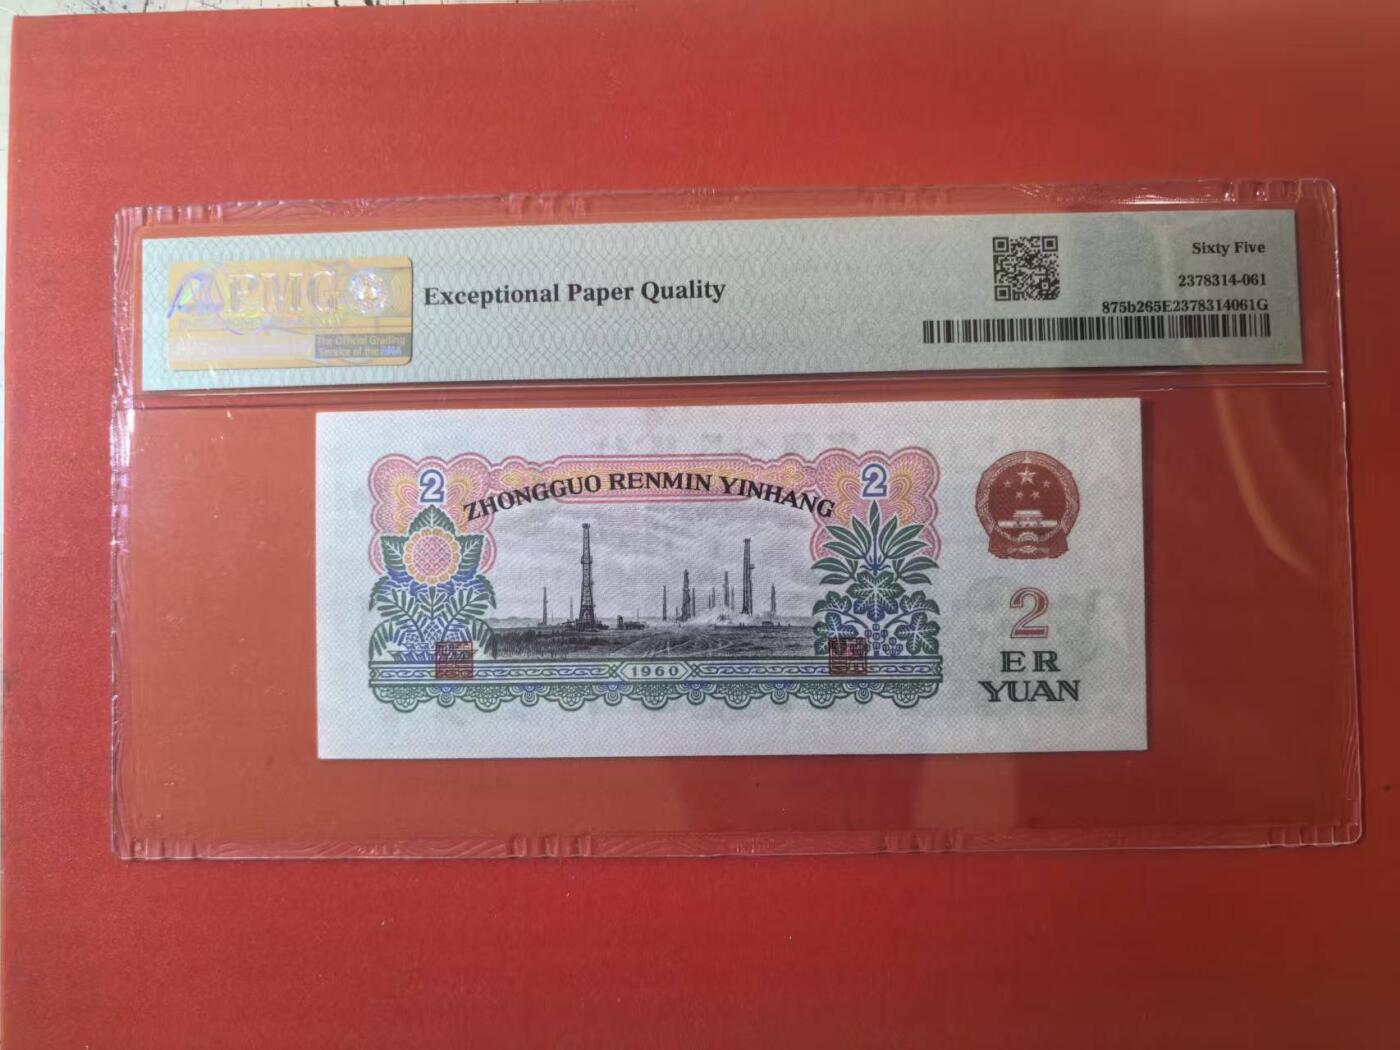 PMG
The Official Grading
Service of the ANA
Exceptional Paper Quality
Sixty Five
2378314-061
875b265E2378314061G
2
ZHONGGUO RENMIN YINHANG
2
1960
2
ER
YUAN